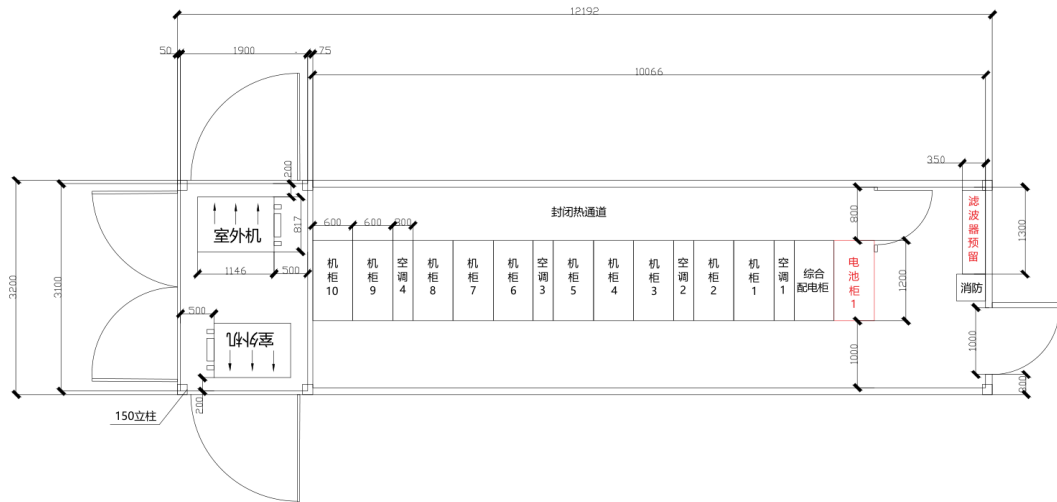 12192
50
1900
75
10066
350
200
817
室外机
1146
500
封闭热通道
600
600
300
800
滤波器预留
1300
消防
3200
3100
机柜10
机柜9
空调4
机柜8
机柜7
机柜6
空调3
机柜5
机柜4
机柜3
空调2
机柜2
机柜1
空调1
综合
配电柜
电池柜1
1200
500
室外机
1000
1000
200
200
150立柱